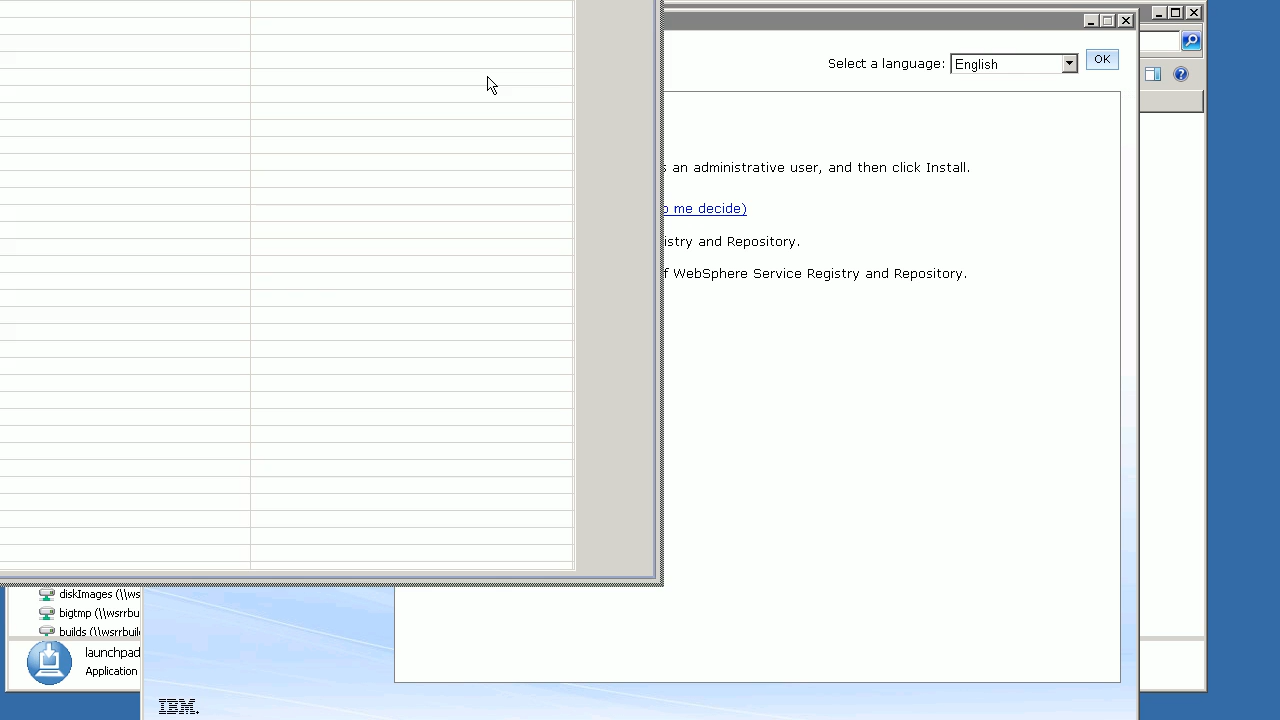 Select a language:
English
OK
an administrative user, and then click Install.
me decide)
and Repository.
WebSphere Service Registry and Repository.
diskImages (\\ws
bigtmp (\\wsrrbu
builds (\\wsrrbuil
launchpad
Application
IBM.